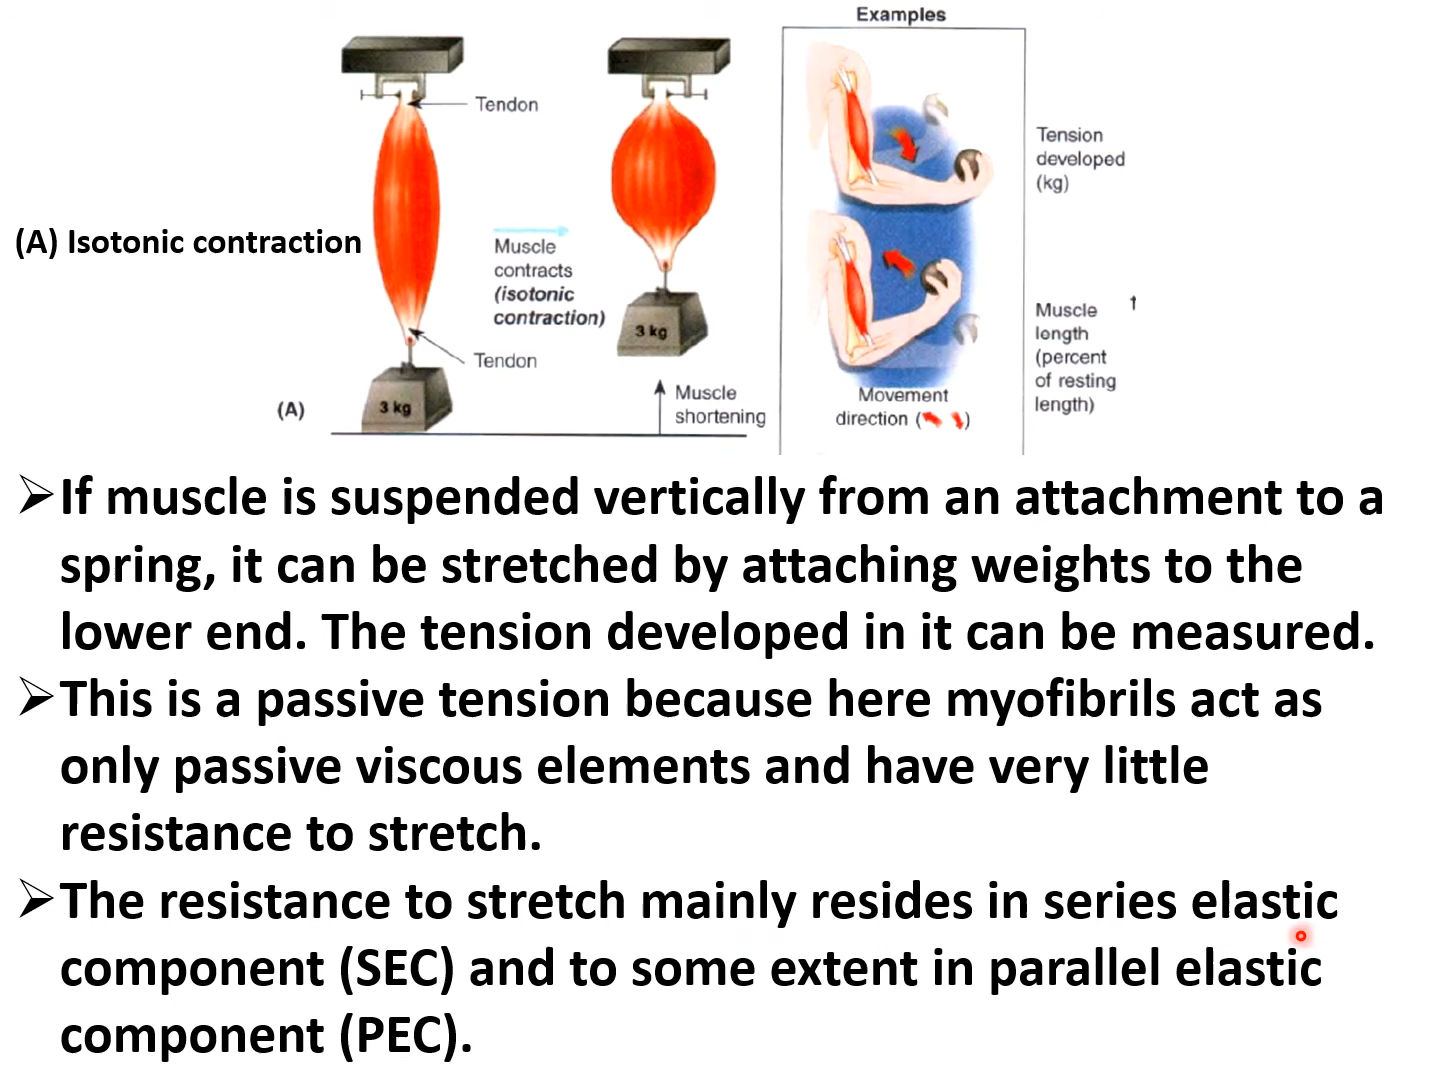 Examples
Tendon
Tension
developed
(kg)
(A) Isotonic contraction
Muscle
contracts
(isotonic
contraction)
3 kg
Muscle ↑
length
(percent
of resting
length)
Tendon
Movement
direction ( )
(A)
3 kg
Muscle
shortening
➢If muscle is suspended vertically from an attachment to a
spring, it can be stretched by attaching weights to the
lower end. The tension developed in it can be measured.
➢This is a passive tension because here myofibrils act as
only passive viscous elements and have very little
resistance to stretch.
➢The resistance to stretch mainly resides in series elastic
component (SEC) and to some extent in parallel elastic
component (PEC).